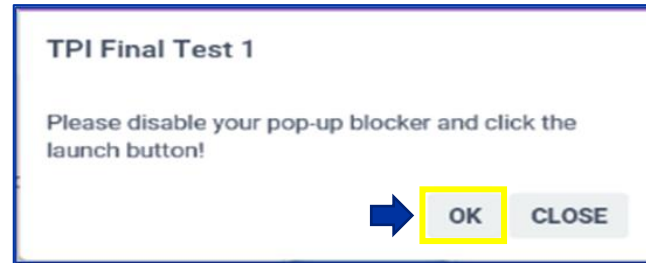 TPI Final Test 1
Please disable your pop-up blocker and click the
launch button!
OK CLOSE